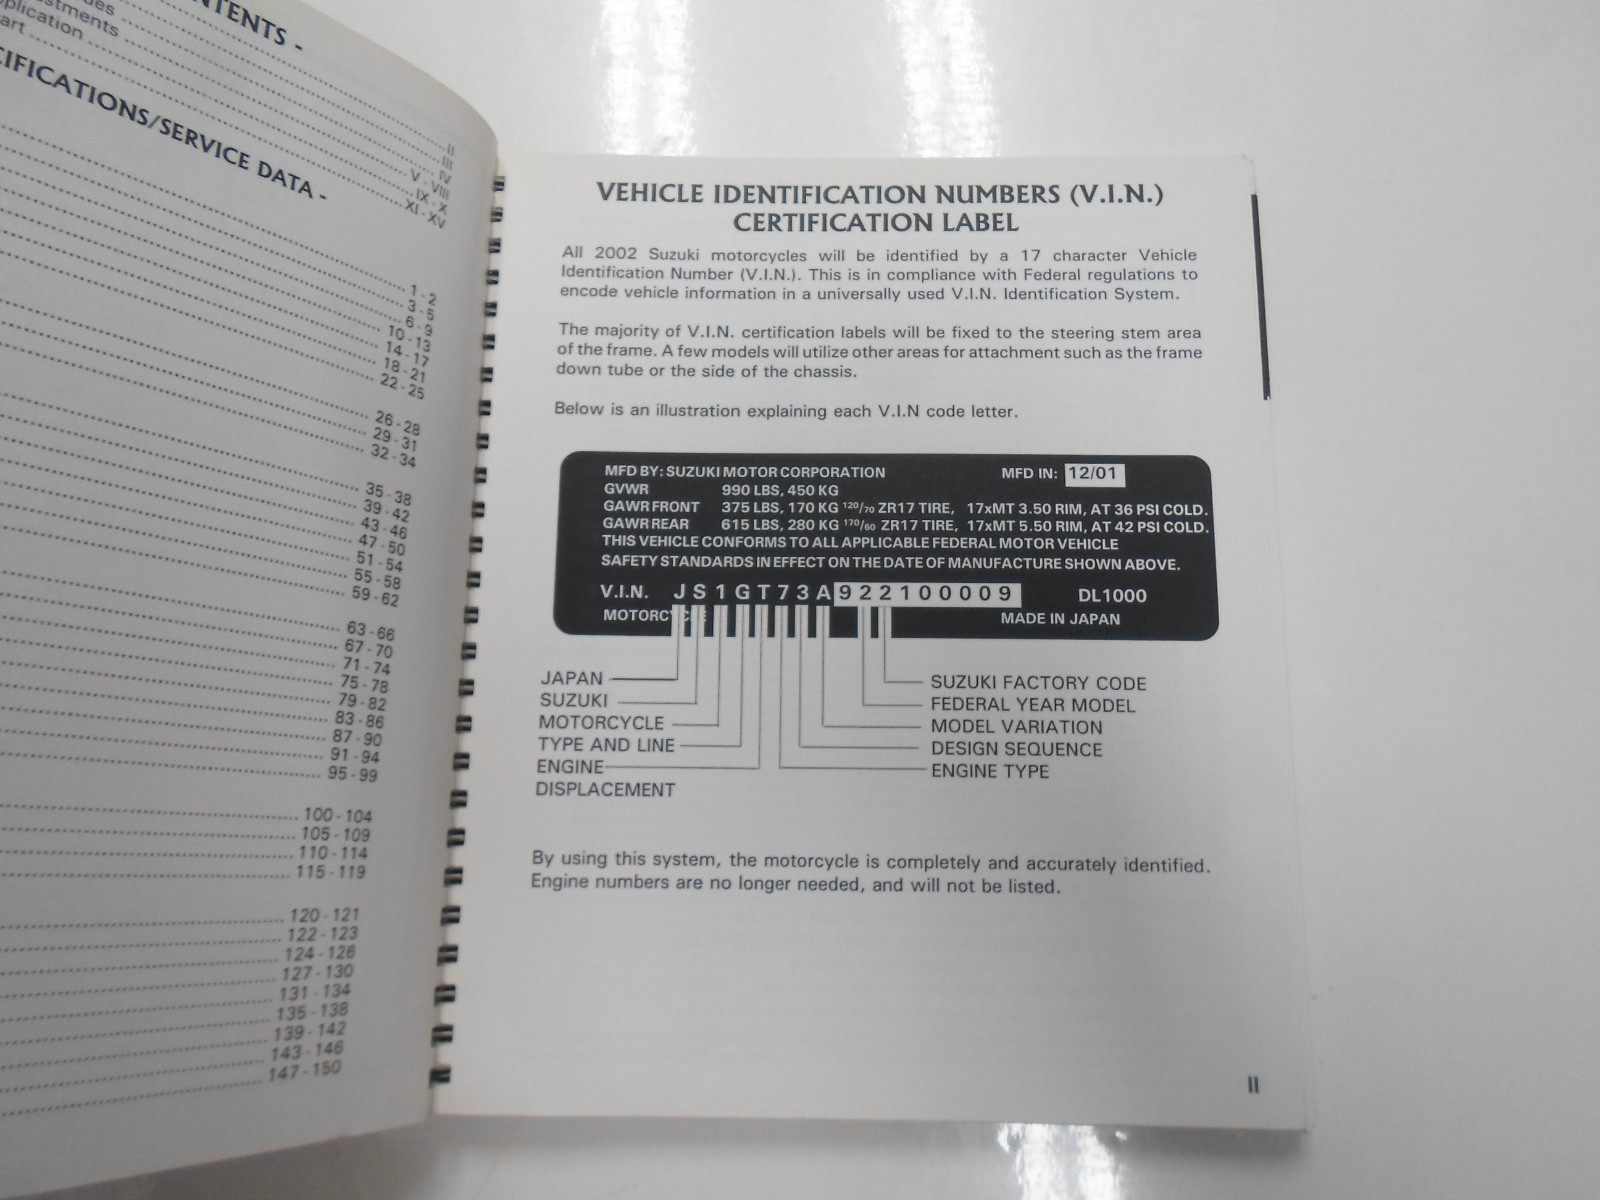 NTENTS -
stments
plication
art
II
III
IV
V - VIII
IX - X
XI - XV
CIFICATIONS/SERVICE DATA -
1 - 2
3 - 5
6 - 9
10 - 13
14 - 17
18 - 21
22 - 25
26 - 28
29 - 31
32 - 34
35 - 38
39 - 42
43 - 46
47 - 50
51 - 54
55 - 58
59 - 62
63 - 66
67 - 70
71 - 74
75 - 78
79 - 82
83 - 86
87 - 90
91 - 94
95 - 99
100 - 104
105 - 109
110 - 114
115 - 119
120 - 121
122 - 123
124 - 126
127 - 130
131 - 134
135 - 138
139 - 142
143 - 146
147 - 150
VEHICLE IDENTIFICATION NUMBERS (V.I.N.)
CERTIFICATION LABEL
All 2002 Suzuki motorcycles will be identified by a 17 character Vehicle
Identification Number (V.I.N.). This is in compliance with Federal regulations to
encode vehicle information in a universally used V.I.N. Identification System.
The majority of V.I.N. certification labels will be fixed to the steering stem area
of the frame. A few models will utilize other areas for attachment such as the frame
down tube or the side of the chassis.
Below is an illustration explaining each V.I.N code letter.
MFD BY: SUZUKI MOTOR CORPORATION MFD IN: 12/01
GVWR 990 LBS, 450 KG
GAWR FRONT 375 LBS, 170 KG 120/70 ZR17 TIRE, 17xMT 3.50 RIM, AT 36 PSI COLD.
GAWR REAR 615 LBS, 280 KG 170/60 ZR17 TIRE, 17xMT 5.50 RIM, AT 42 PSI COLD.
THIS VEHICLE CONFORMS TO ALL APPLICABLE FEDERAL MOTOR VEHICLE
SAFETY STANDARDS IN EFFECT ON THE DATE OF MANUFACTURE SHOWN ABOVE.
V.I.N. JS1GT73A922100009 DL1000
MOTORCYCLE MADE IN JAPAN
JAPAN
SUZUKI
MOTORCYCLE
TYPE AND LINE
ENGINE
DISPLACEMENT
SUZUKI FACTORY CODE
FEDERAL YEAR MODEL
MODEL VARIATION
DESIGN SEQUENCE
ENGINE TYPE
By using this system, the motorcycle is completely and accurately identified.
Engine numbers are no longer needed, and will not be listed.
II